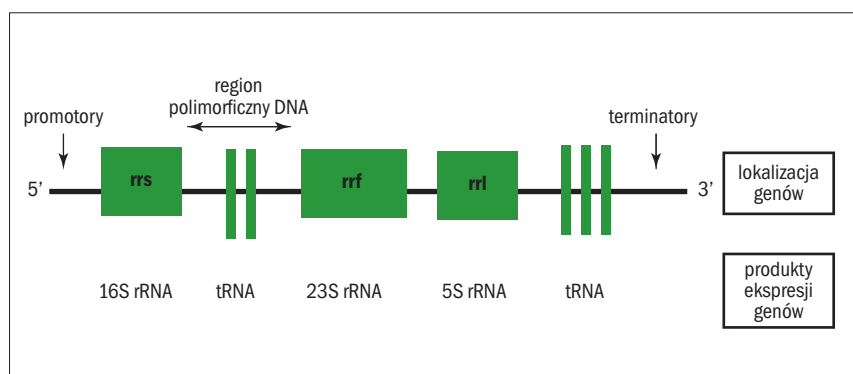 region
polimorficzny DNA
promotory
terminatory
5’
rrs
rrf
rrl
3’
lokalizacja
genów
16S rRNA
tRNA
23S rRNA
5S rRNA
tRNA
produkty
ekspresji
genów